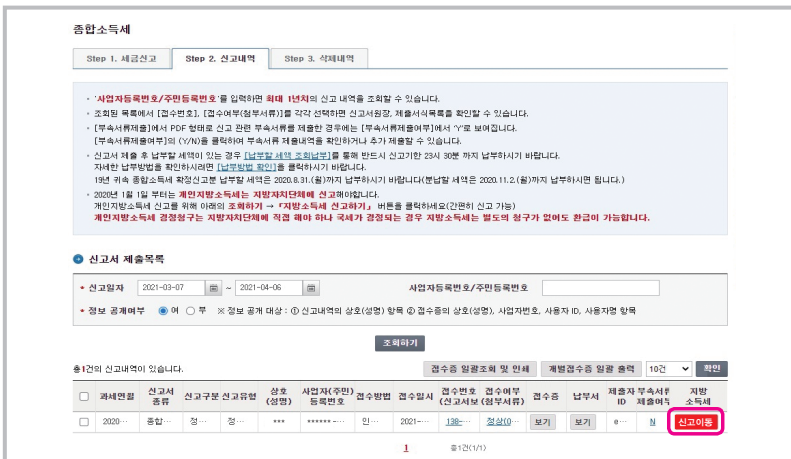 종합소득세
Step 1. 세금신고 Step 2. 신고내역 Step 3. 삭제내역
· '사업자등록번호/주민등록번호'를 입력하면 최대 1년치의 신고 내역을 조회할 수 있습니다.
· 조회된 목록에서 [접수번호], [접수여부(첨부서류)]를 각각 선택하면 신고서원장, 제출서식목록을 확인할 수 있습니다.
· [부속서류제출]에서 PDF 형태로 신고 관련 부속서류를 제출한 경우에는 [부속서류제출여부]에서 'Y'로 보여집니다.
[부속서류제출여부]의 (Y/N)을 클릭하여 부속서류 제출내역을 확인하거나 추가 제출할 수 있습니다.
· 신고서 제출 후 납부할 세액이 있는 경우 [납부할 세액 조회납부]를 통해 반드시 신고기한 23시 30분 까지 납부하시기 바랍니다.
자세한 납부방법을 확인하시려면 [납부방법 확인]을 클릭하시기 바랍니다.
19년 귀속 종합소득세 확정신고분 납부할 세액은 2020.8.31.(월)까지 납부하시기 바랍니다(분납할 세액은 2020.11.2.(월)까지 납부하시면 됩니다.)
· 2020년 1월 1일 부터는 개인지방소득세는 지방자치단체에 신고해야합니다.
개인지방소득세 신고를 위해 아래의 조회하기 → 「지방소득세 신고하기」 버튼을 클릭하세요(간편히 신고 가능)
개인지방소득세 경정청구는 지방자치단체에 직접 해야 하나 국세가 경정되는 경우 지방소득세는 별도의 청구가 없어도 환급이 가능합니다.
신고서 제출목록
• 신고일자 2021-03-07 ~ 2021-04-06 사업자등록번호/주민등록번호
• 정보 공개여부 여 부 ※ 정보 공개 대상 : ① 신고내역의 상호(성명) 항목 ② 접수증의 상호(성명), 사업자번호, 사용자 ID, 사용자명 항목
조회하기
총1건의 신고내역이 있습니다. 접수증 일괄조회 및 인쇄 개별접수증 일괄 출력 10건 확인
과세연월 신고서 종류 신고구분 신고유형 상호 (성명) 사업자(주민) 등록번호 접수방법 접수일시 접수번호 (신고서보 접수여부 (첨부서류) 접수증 납부서 제출자 ID 부속서류 제출여부 지방 소득세
2020··· 종합··· 정··· 정··· *** ******-··· 인··· 2021-··· 138-··· 정상(0··· 보기 보기 e··· N 신고이동
1 총1건(1/1)